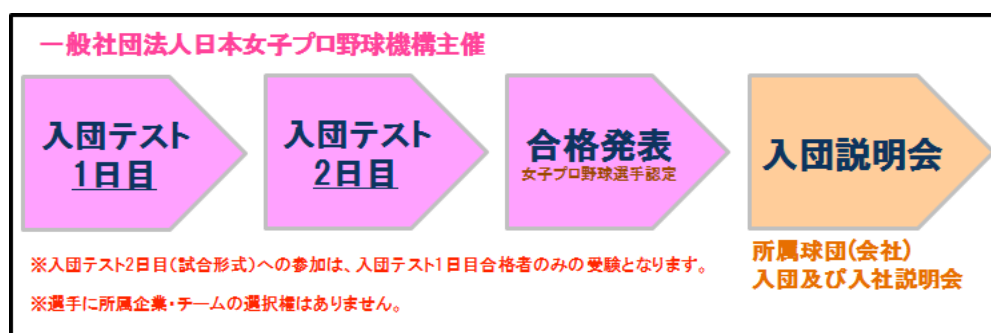 一般社団法人日本女子プロ野球機構主催
入団テスト
1日目
入団テスト
2日目
合格発表
女子プロ野球選手認定
入団説明会
所属球団(会社)
入団及び入社説明会
※入団テスト2日目(試合形式)への参加は、入団テスト1日目合格者のみの受験となります。
※選手に所属企業・チームの選択権はありません。